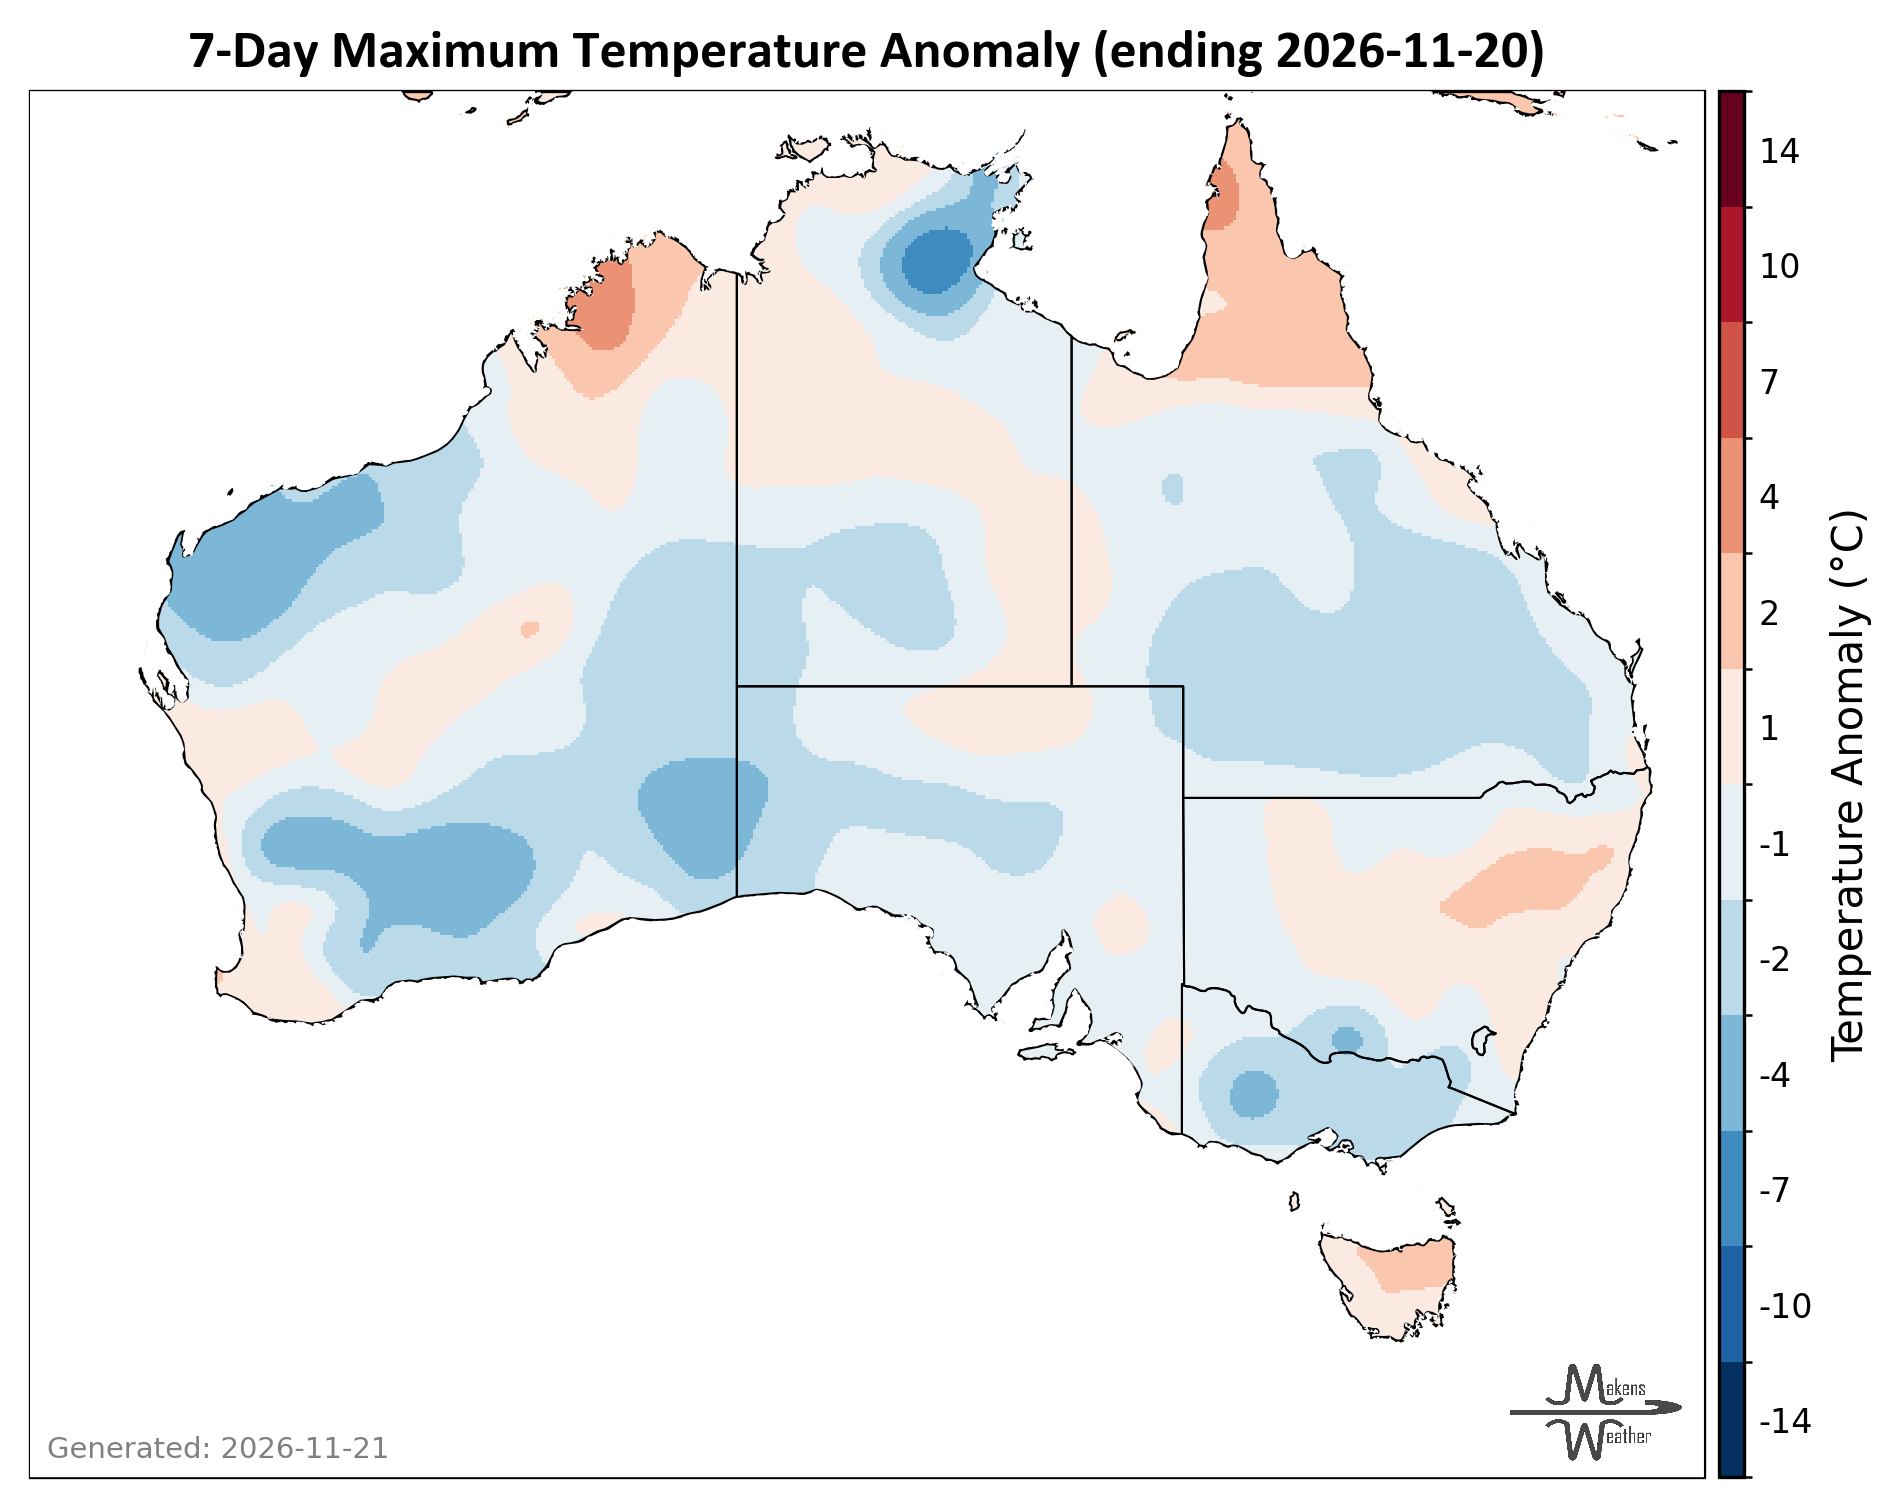 7-Day Maximum Temperature Anomaly (ending 2026-11-20)
14
10
7
4
2
1
-1
-2
-4
-7
-10
-14
Temperature Anomaly (°C)
Makens
Weather
Generated: 2026-11-21